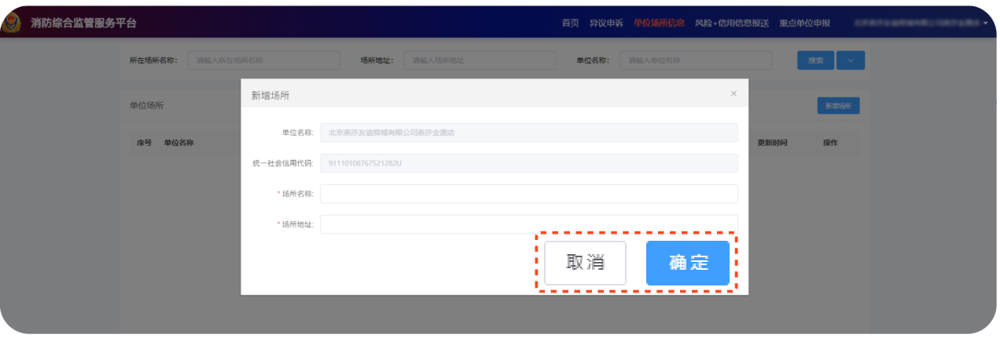 消防综合监管服务平台
首页 异议申诉 单位场所信息 风险+信用信息报送 重点单位申报
所在场所名称： 请输入所在场所名称 场所地址： 请输入场所地址 单位名称： 请输入单位名称 搜索
单位场所 新增场所
序号 单位名称 更新时间 操作
新增场所
单位名称: 北京燕莎友谊商城有限公司燕莎金源店
统一社会信用代码: 91110108767521282U
* 场所名称:
* 场所地址:
取消 确定